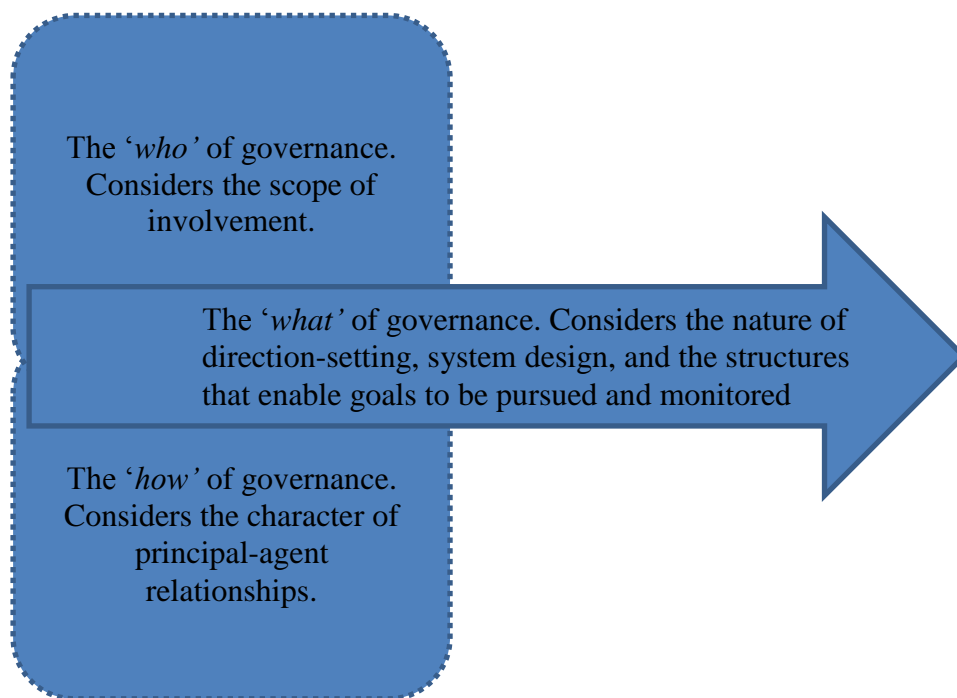 The ‘who’ of governance.
Considers the scope of
involvement.
The ‘what’ of governance. Considers the nature of
direction-setting, system design, and the structures
that enable goals to be pursued and monitored
The ‘how’ of governance.
Considers the character of
principal-agent
relationships.